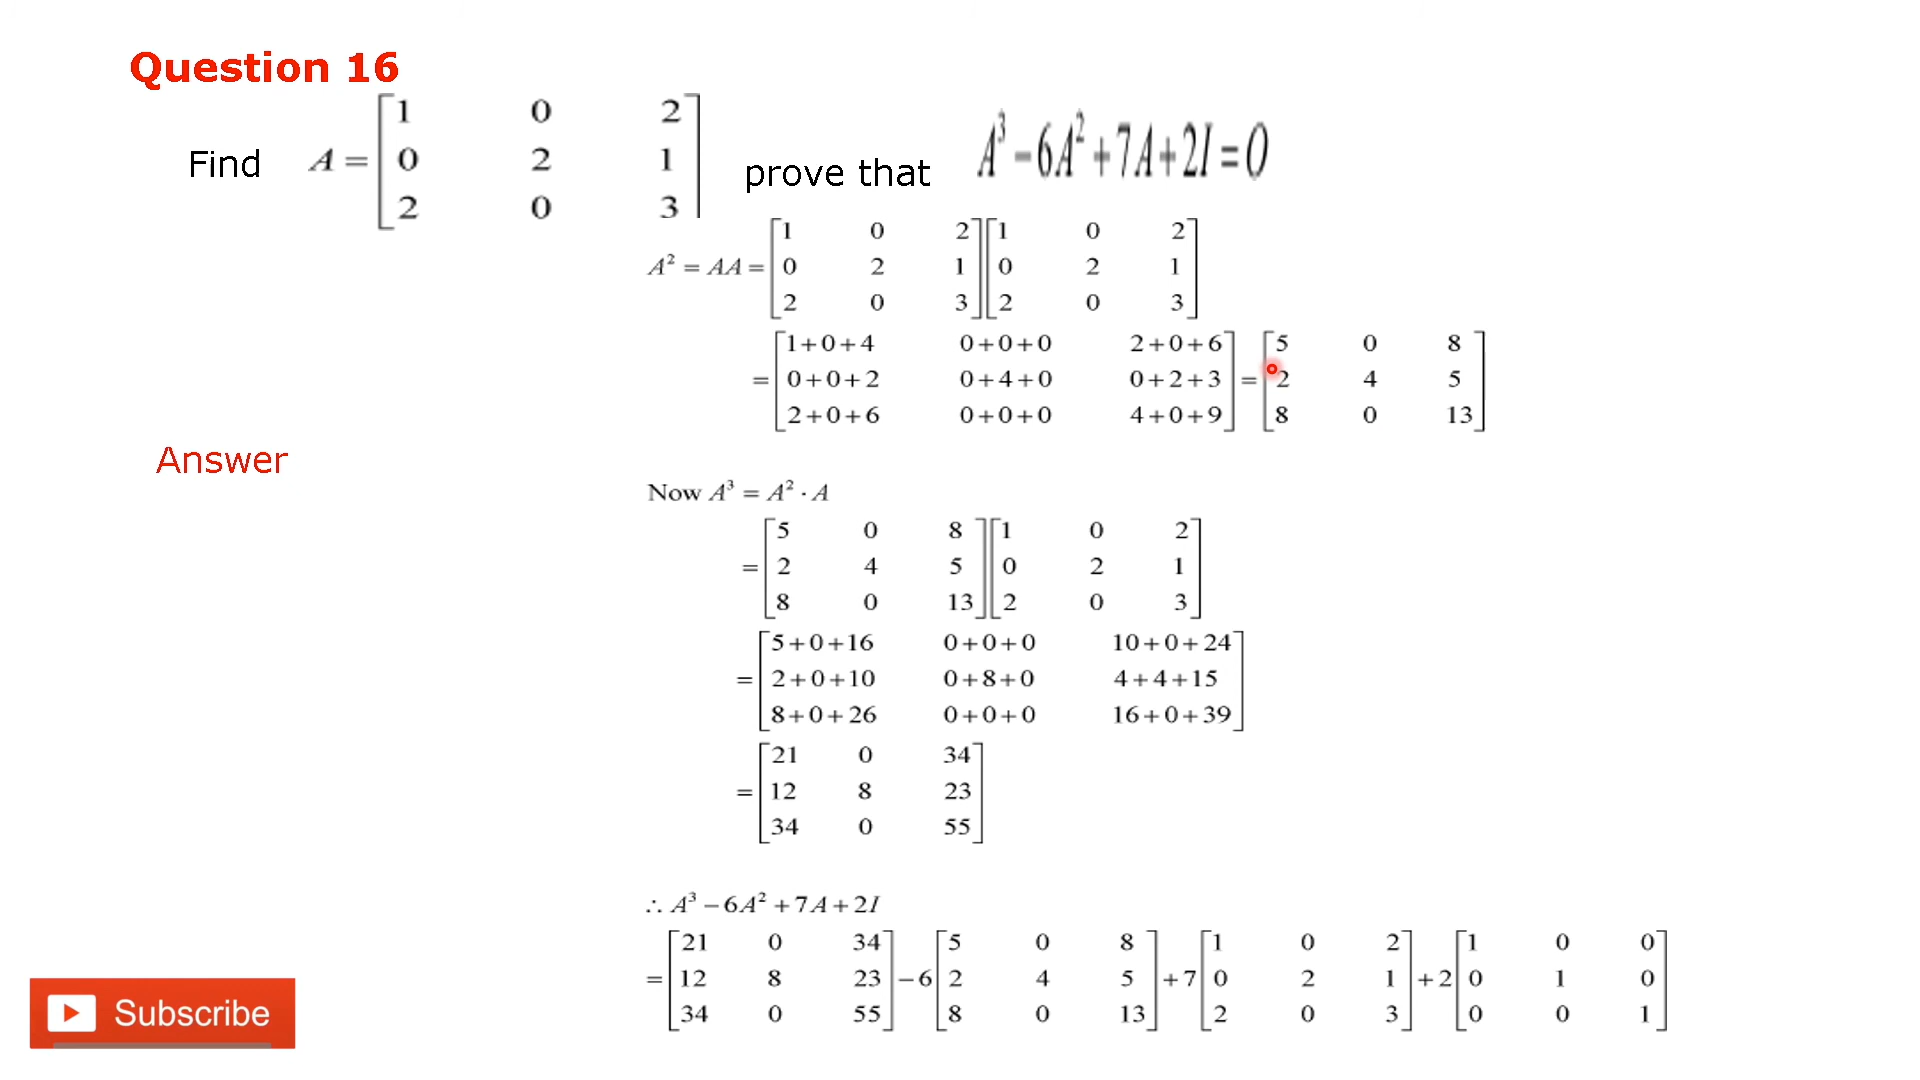 Question 16
Find A = [1 0 2
0 2 1
2 0 3] prove that A³ – 6A² + 7A + 2I = 0
A² = AA = [1 0 2][1 0 2]
[0 2 1][0 2 1]
[2 0 3][2 0 3]
= [1+0+4 0+0+0 2+0+6] = [5 0 8]
[0+0+2 0+4+0 0+2+3] [2 4 5]
[2+0+6 0+0+0 4+0+9] [8 0 13]
Answer
Now A³ = A² · A
= [5 0 8][1 0 2]
[2 4 5][0 2 1]
[8 0 13][2 0 3]
= [5+0+16 0+0+0 10+0+24]
[2+0+10 0+8+0 4+4+15]
[8+0+26 0+0+0 16+0+39]
= [21 0 34]
[12 8 23]
[34 0 55]
∴ A³ – 6A² + 7A + 2I
= [21 0 34] – 6 [5 0 8] + 7 [1 0 2] + 2 [1 0 0]
[12 8 23] [2 4 5] [0 2 1] [0 1 0]
[34 0 55] [8 0 13] [2 0 3] [0 0 1]
Subscribe